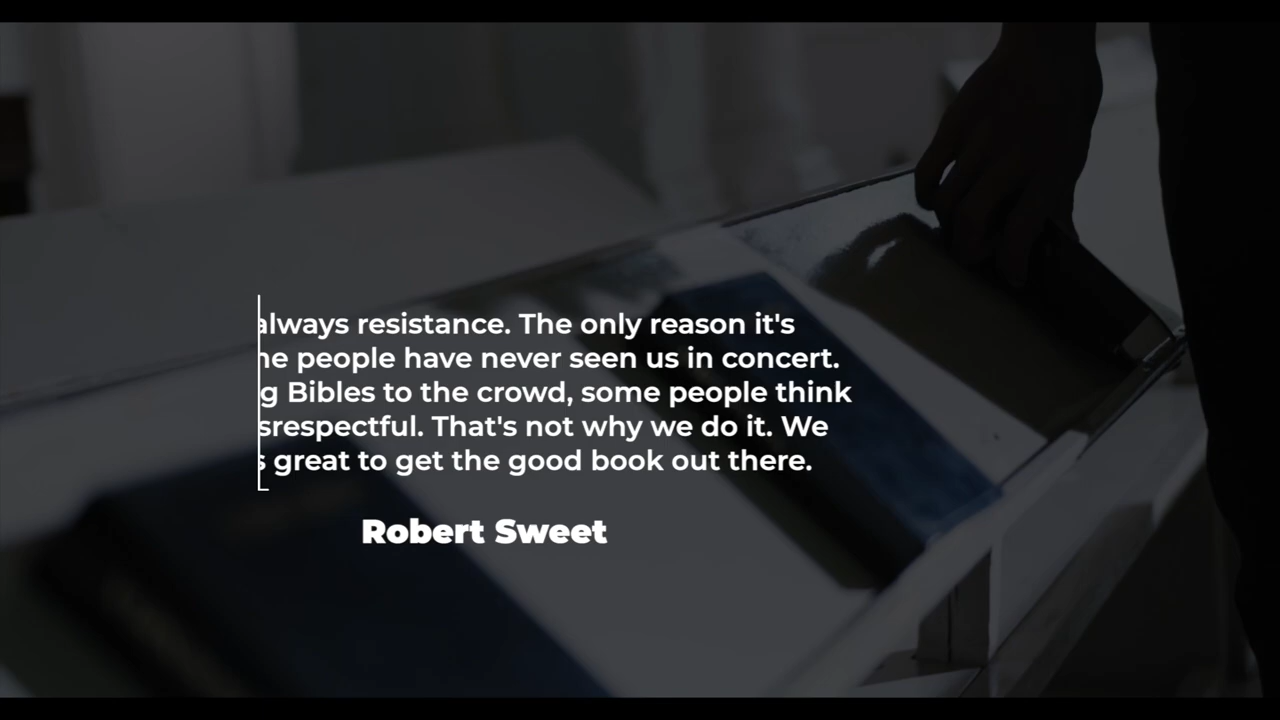 always resistance. The only reason it's
people have never seen us in concert.
Bibles to the crowd, some people think
That's not why we do it. We
great to get the good book out there.
Robert Sweet